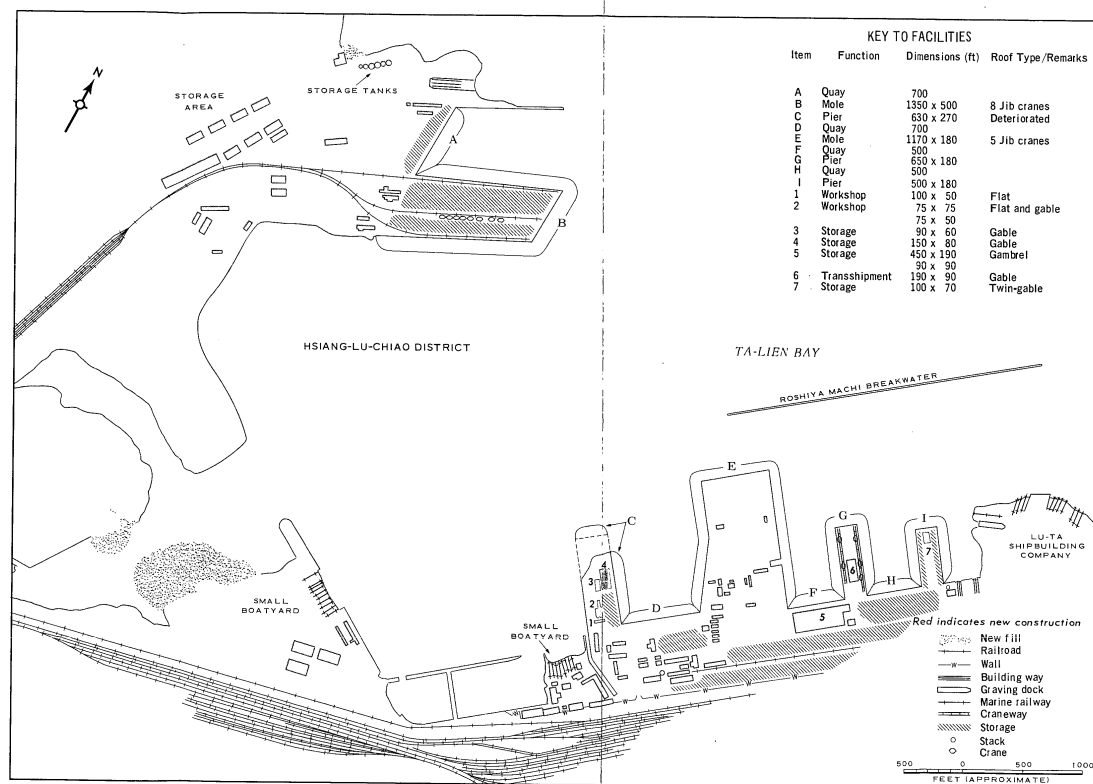 KEY TO FACILITIES
Item Function Dimensions (ft) Roof Type/Remarks
A Quay 700
B Mole 1350 x 500 8 Jib cranes
C Pier 630 x 270 Deteriorated
D Quay 700
E Mole 1170 x 180 5 Jib cranes
F Quay 500
G Pier 650 x 180
H Quay 500
I Pier 500 x 180
1 Workshop 100 x 50 Flat
2 Workshop 75 x 75 Flat and gable
75 x 50
3 Storage 90 x 60 Gable
4 Storage 150 x 80 Gable
5 Storage 450 x 190 Gambrel
90 x 90
6 Transshipment 190 x 90 Gable
7 Storage 100 x 70 Twin-gable
N
STORAGE TANKS
STORAGE
AREA
A
B
HSIANG-LU-CHIAO DISTRICT
TA-LIEN BAY
ROSHIYA MACHI BREAKWATER
E
C
G
I
LU-TA
SHIPBUILDING
COMPANY
7
4
3
6
H
2
D
F
1
5
SMALL
BOATYARD
SMALL
BOATYARD
W
W
W
W
W
W
W
Red indicates new construction
New fill
Railroad
W Wall
Building way
Graving dock
Marine railway
Craneway
Storage
Stack
Crane
500 0 500 1000
FEET (APPROXIMATE)